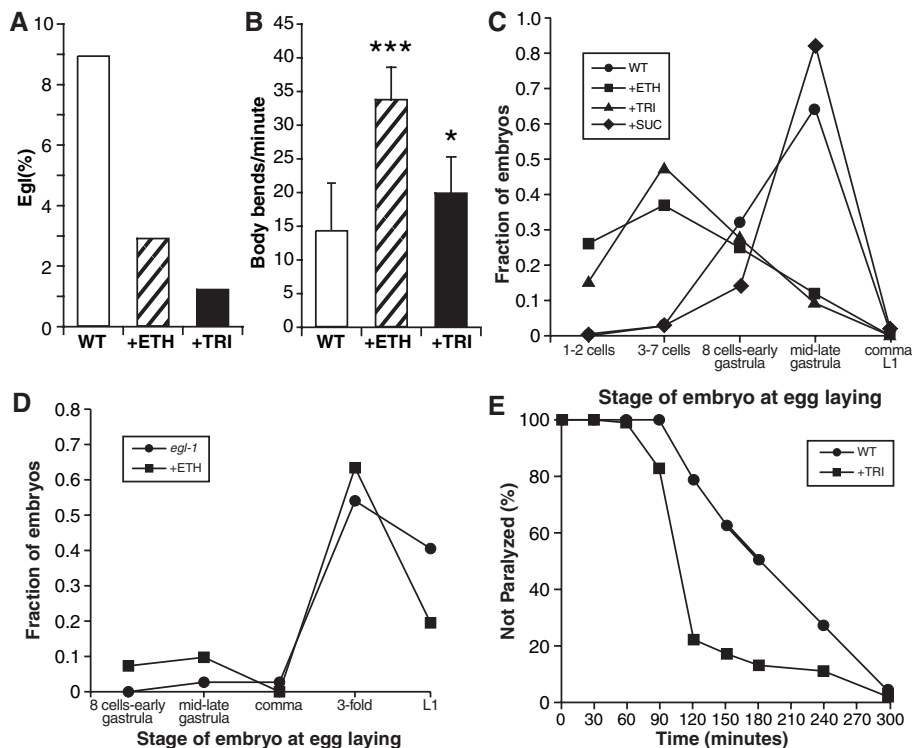 A
10
8
6
4
2
0
Egl(%)
WT
+ETH
+TRI
B
45
40
35
30
25
20
15
10
5
0
Body bends/minute
***
*
WT
+ETH
+TRI
C
1.0
0.8
0.6
0.5
0.4
0.3
0.2
0.1
0
Fraction of embryos
WT
+ETH
+TRI
+SUC
1-2 cells
3-7 cells
8 cells-early
gastrula
mid-late
gastrula
comma
L1
Stage of embryo at egg laying
D
0.8
0.7
0.6
0.5
0.4
0.3
0.2
0.1
0
Fraction of embryos
egl-1
+ETH
8 cells-early
gastrula
mid-late
gastrula
comma
3-fold
L1
Stage of embryo at egg laying
E
100
80
60
40
20
0
Not Paralyzed (%)
WT
+TRI
0 30 60 90 120 150 180 210 240 270 300
Time (minutes)